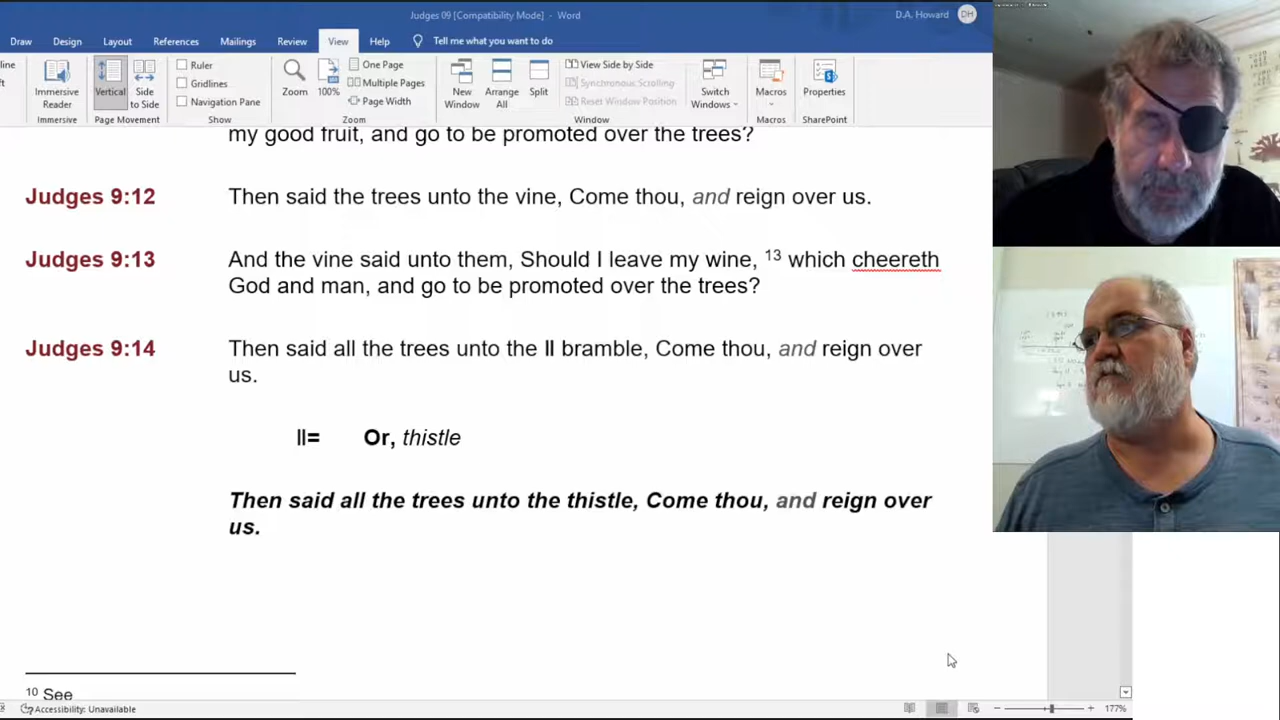 Judges 09 [Compatibility Mode] - Word
D.A. Howard DH
Draw Design Layout References Mailings Review View Help Tell me what you want to do
Immersive Reader
Immersive
Vertical Side to Side
Page Movement
Ruler
Gridlines
Navigation Pane
Show
Zoom 100%
One Page
Multiple Pages
Page Width
Zoom
New Window Arrange All Split
View Side by Side
Synchronous Scrolling
Reset Window Position
Window
Switch Windows
Macros
Macros
Properties
SharePoint
my good fruit, and go to be promoted over the trees?
Judges 9:12 Then said the trees unto the vine, Come thou, and reign over us.
Judges 9:13 And the vine said unto them, Should I leave my wine, 13 which cheereth
God and man, and go to be promoted over the trees?
Judges 9:14 Then said all the trees unto the ‖ bramble, Come thou, and reign over
us.
‖= Or, thistle
Then said all the trees unto the thistle, Come thou, and reign over
us.
10 See
Accessibility: Unavailable
177%